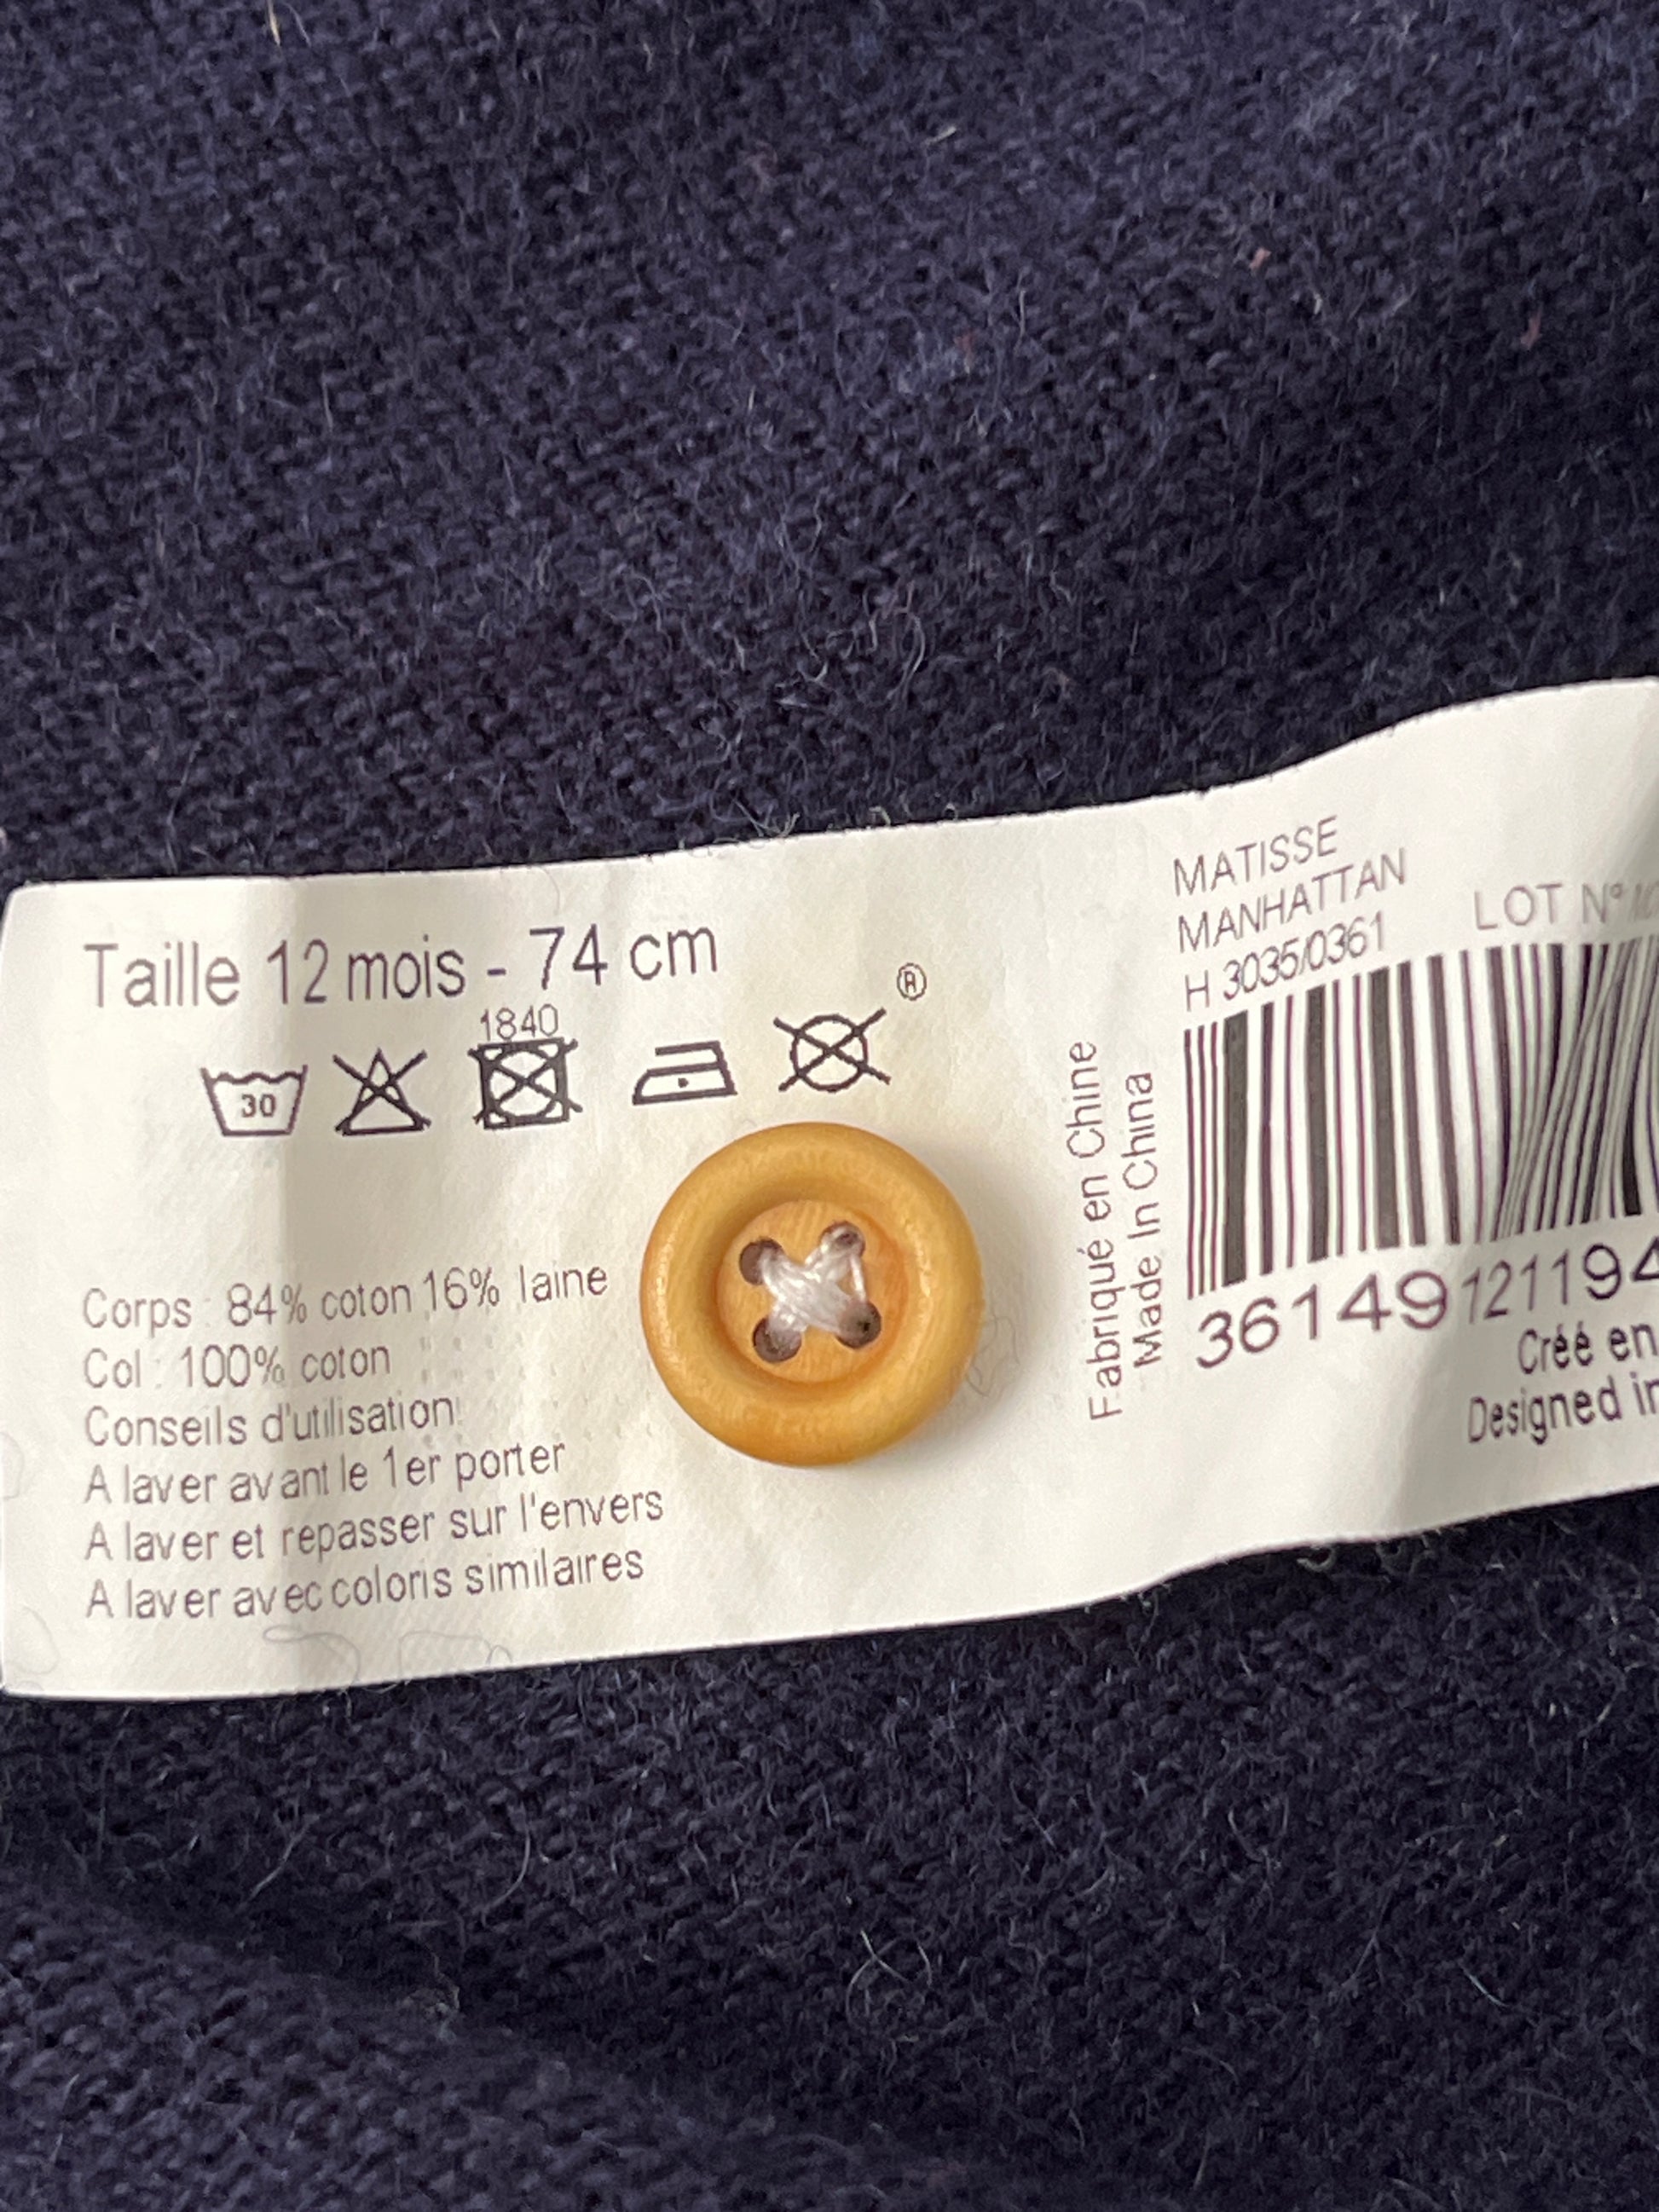 Taille 12 mois - 74 cm
1840
®
30
Corps : 84% coton 16% laine
Col : 100% coton
Conseils d'utilisation:
A laver avant le 1er porter
A laver et repasser sur l'envers
A laver avec coloris similaires
Fabriqué en Chine
Made In China
MATISSE
MANHATTAN
H 3035/0361
LOT N°
36149121194
Créé en
Designed in